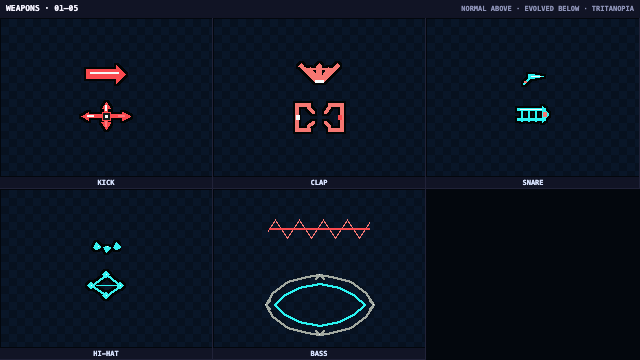 WEAPONS · 01—05
NORMAL ABOVE · EVOLVED BELOW · TRITANOPIA
KICK
CLAP
SNARE
HI-HAT
BASS